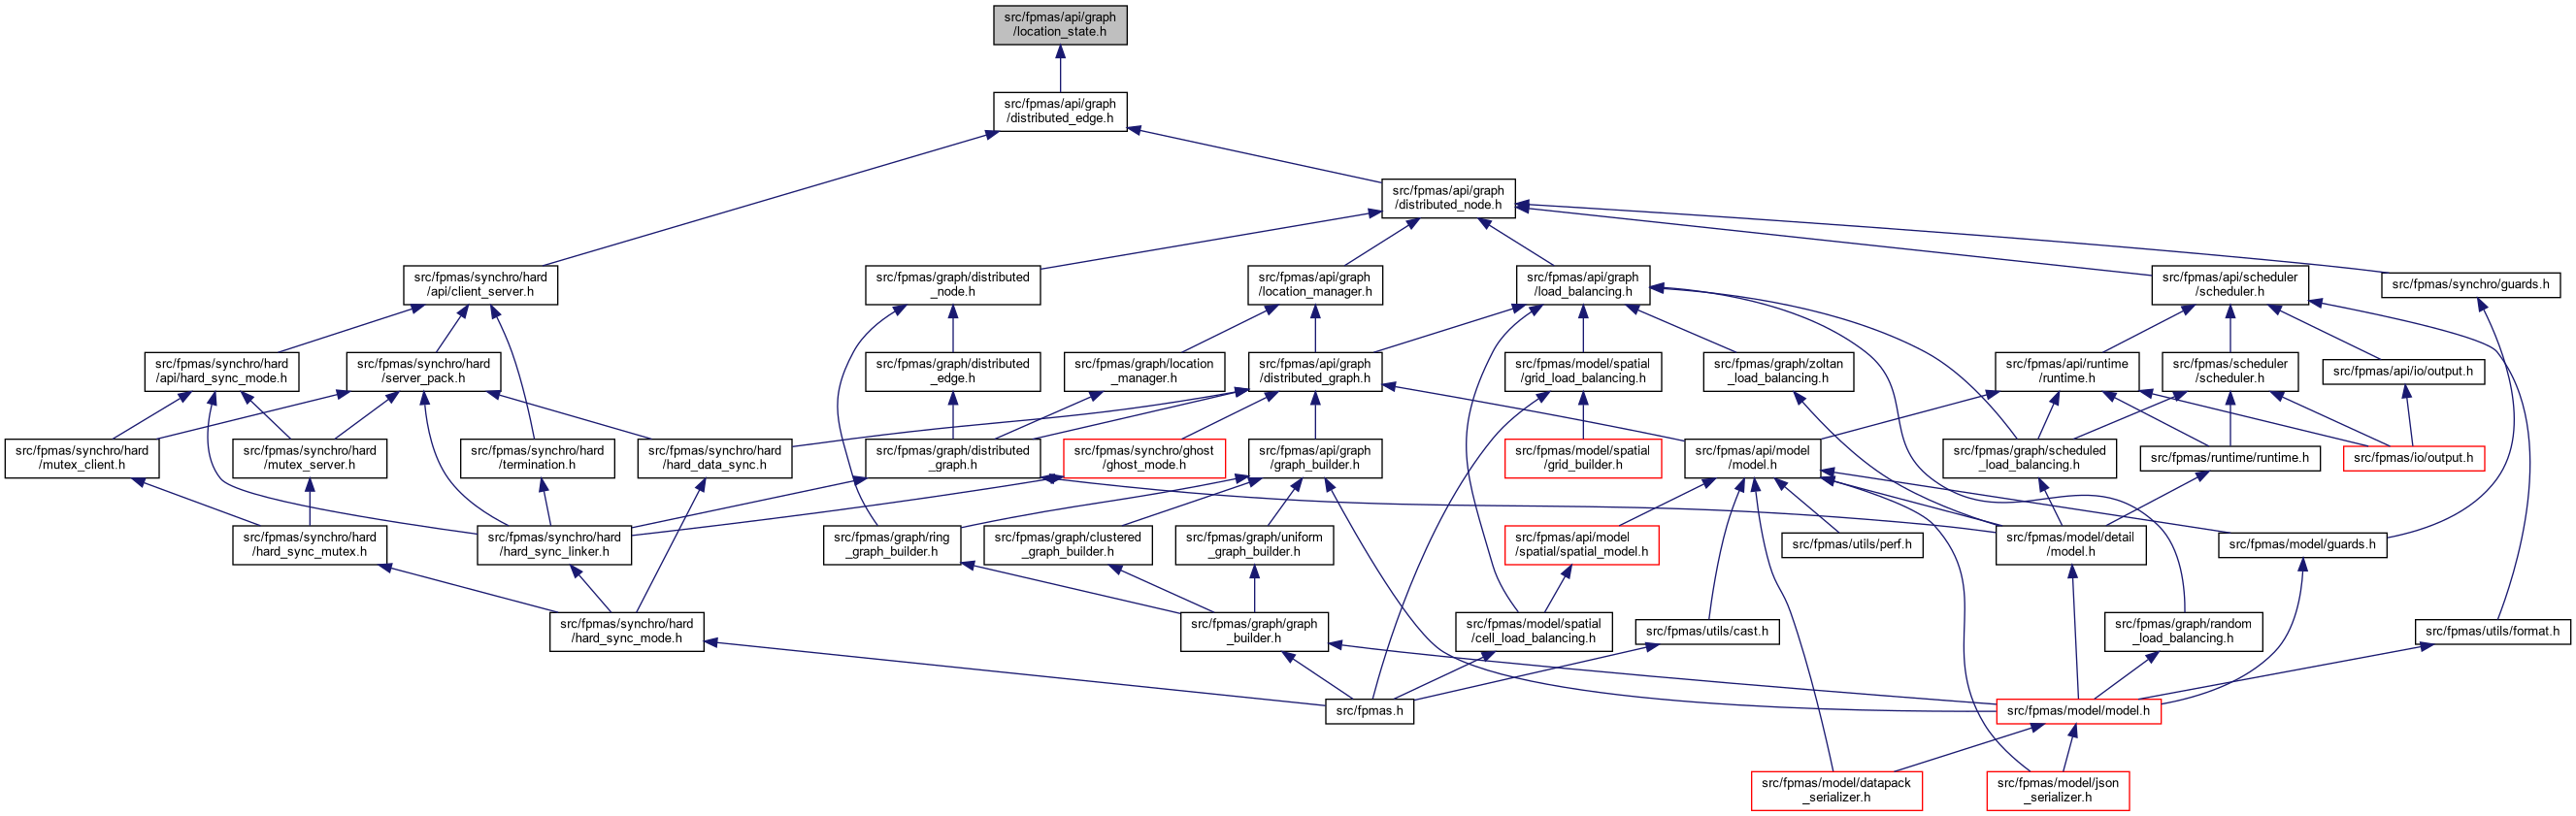 src/fpmas/api/graph
/location_state.h
src/fpmas/api/graph
/distributed_edge.h
src/fpmas/api/graph
/distributed_node.h
src/fpmas/synchro/hard
/api/client_server.h
src/fpmas/graph/distributed
_node.h
src/fpmas/api/graph
/location_manager.h
src/fpmas/api/graph
/load_balancing.h
src/fpmas/api/scheduler
/scheduler.h
src/fpmas/synchro/guards.h
src/fpmas/synchro/hard
/api/hard_sync_mode.h
src/fpmas/synchro/hard
/server_pack.h
src/fpmas/graph/distributed
_edge.h
src/fpmas/graph/location
_manager.h
src/fpmas/api/graph
/distributed_graph.h
src/fpmas/model/spatial
/grid_load_balancing.h
src/fpmas/graph/zoltan
_load_balancing.h
src/fpmas/api/runtime
/runtime.h
src/fpmas/scheduler
/scheduler.h
src/fpmas/api/io/output.h
src/fpmas/synchro/hard
/mutex_client.h
src/fpmas/synchro/hard
/mutex_server.h
src/fpmas/synchro/hard
/termination.h
src/fpmas/synchro/hard
/hard_data_sync.h
src/fpmas/graph/distributed
_graph.h
src/fpmas/synchro/ghost
/ghost_mode.h
src/fpmas/api/graph
/graph_builder.h
src/fpmas/model/spatial
/grid_builder.h
src/fpmas/api/model
/model.h
src/fpmas/graph/scheduled
_load_balancing.h
src/fpmas/runtime/runtime.h
src/fpmas/io/output.h
src/fpmas/synchro/hard
/hard_sync_mutex.h
src/fpmas/synchro/hard
/hard_sync_linker.h
src/fpmas/graph/ring
_graph_builder.h
src/fpmas/graph/clustered
_graph_builder.h
src/fpmas/graph/uniform
_graph_builder.h
src/fpmas/api/model
/spatial/spatial_model.h
src/fpmas/utils/perf.h
src/fpmas/model/detail
/model.h
src/fpmas/model/guards.h
src/fpmas/synchro/hard
/hard_sync_mode.h
src/fpmas/graph/graph
_builder.h
src/fpmas/model/spatial
/cell_load_balancing.h
src/fpmas/utils/cast.h
src/fpmas/graph/random
_load_balancing.h
src/fpmas/utils/format.h
src/fpmas.h
src/fpmas/model/model.h
src/fpmas/model/datapack
_serializer.h
src/fpmas/model/json
_serializer.h